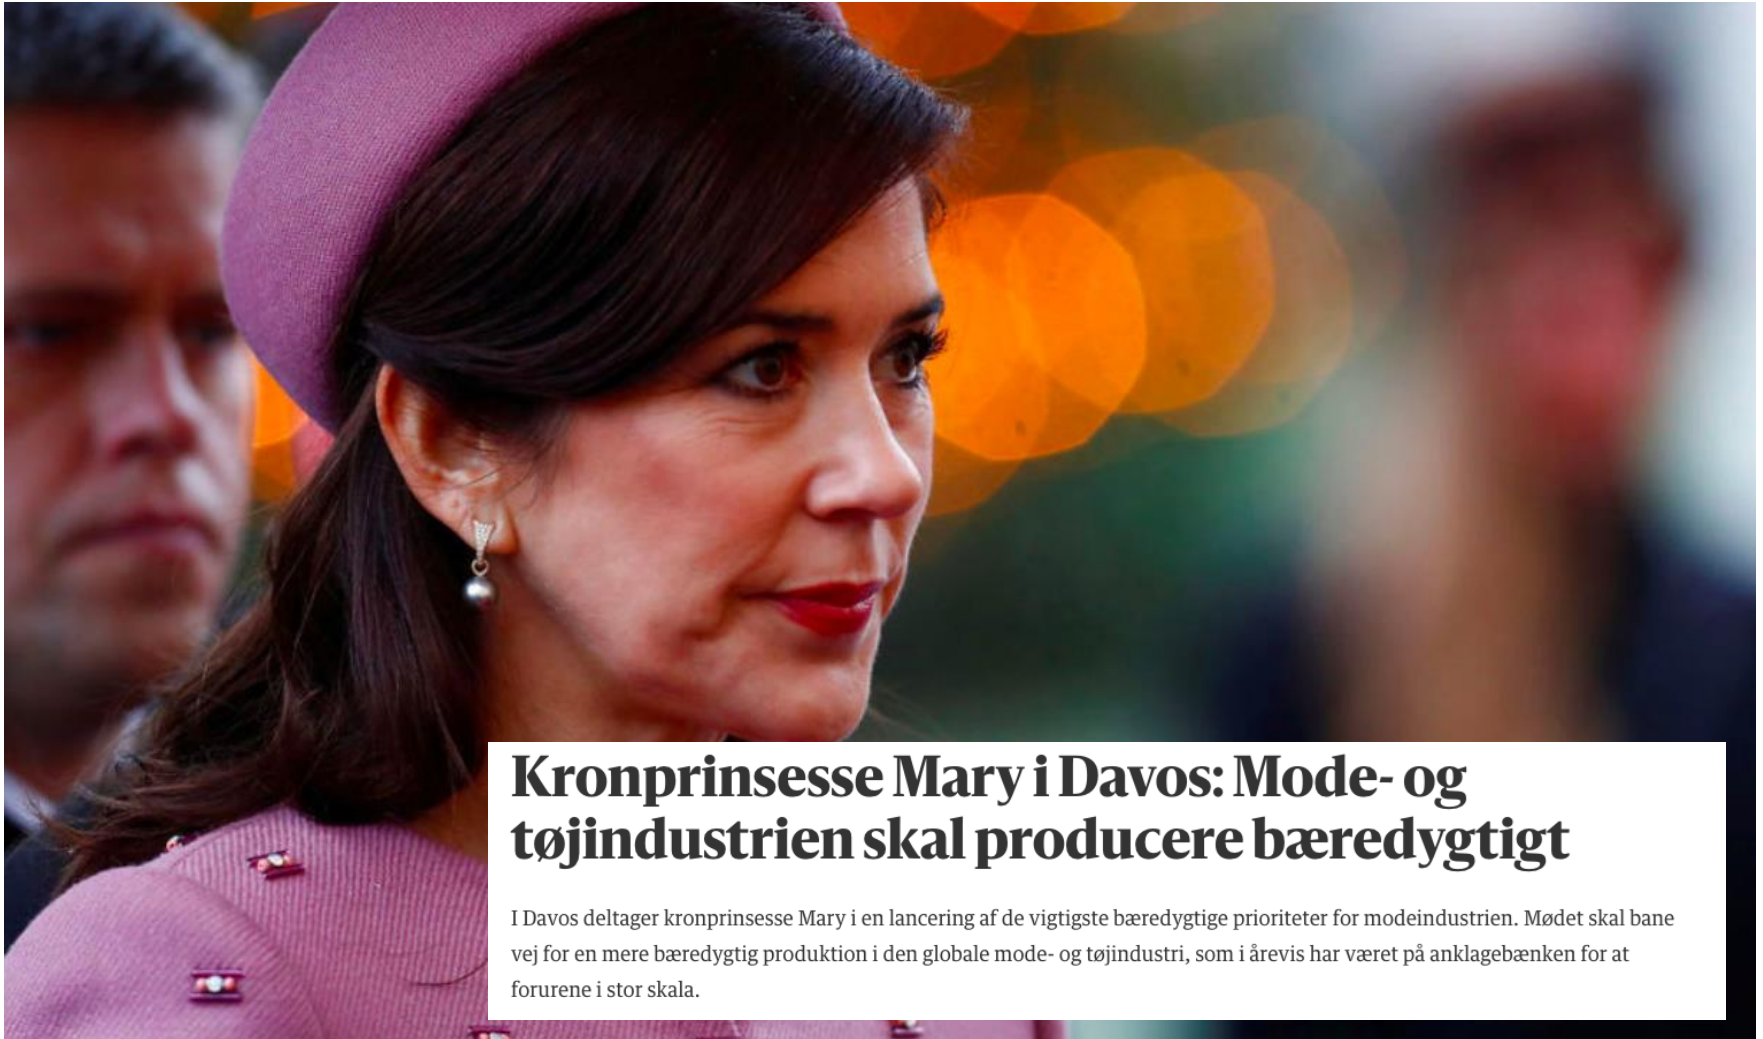 Kronprinsesse Mary i Davos: Mode- og
tøjindustrien skal producere bæredygtigt
I Davos deltager kronprinsesse Mary i en lancering af de vigtigste bæredygtige prioriteter for modeindustrien. Mødet skal bane
vej for en mere bæredygtig produktion i den globale mode- og tøjindustri, som i årevis har været på anklagebænken for at
forurene i stor skala.